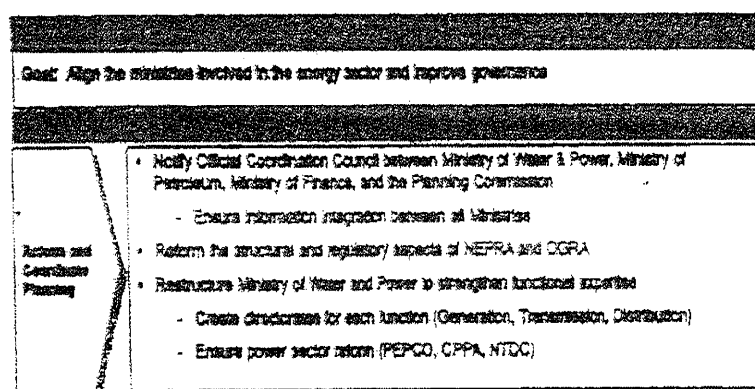 Goal: Align the ministries involved in the energy sector and improve governance
• Notify Official Coordination Council between Ministry of Water & Power, Ministry of
Petroleum, Ministry of Finance, and the Planning Commission
- Ensure information integration between all Ministries
Reform and
Coordinate
Planning
• Reform the structural and regulatory aspects of NEPRA and OGRA
• Restructure Ministry of Water and Power to strengthen functional expertise
- Create directorates for each function (Generation, Transmission, Distribution)
- Ensure power sector reform (PEPCO, CPPA, NTDC)